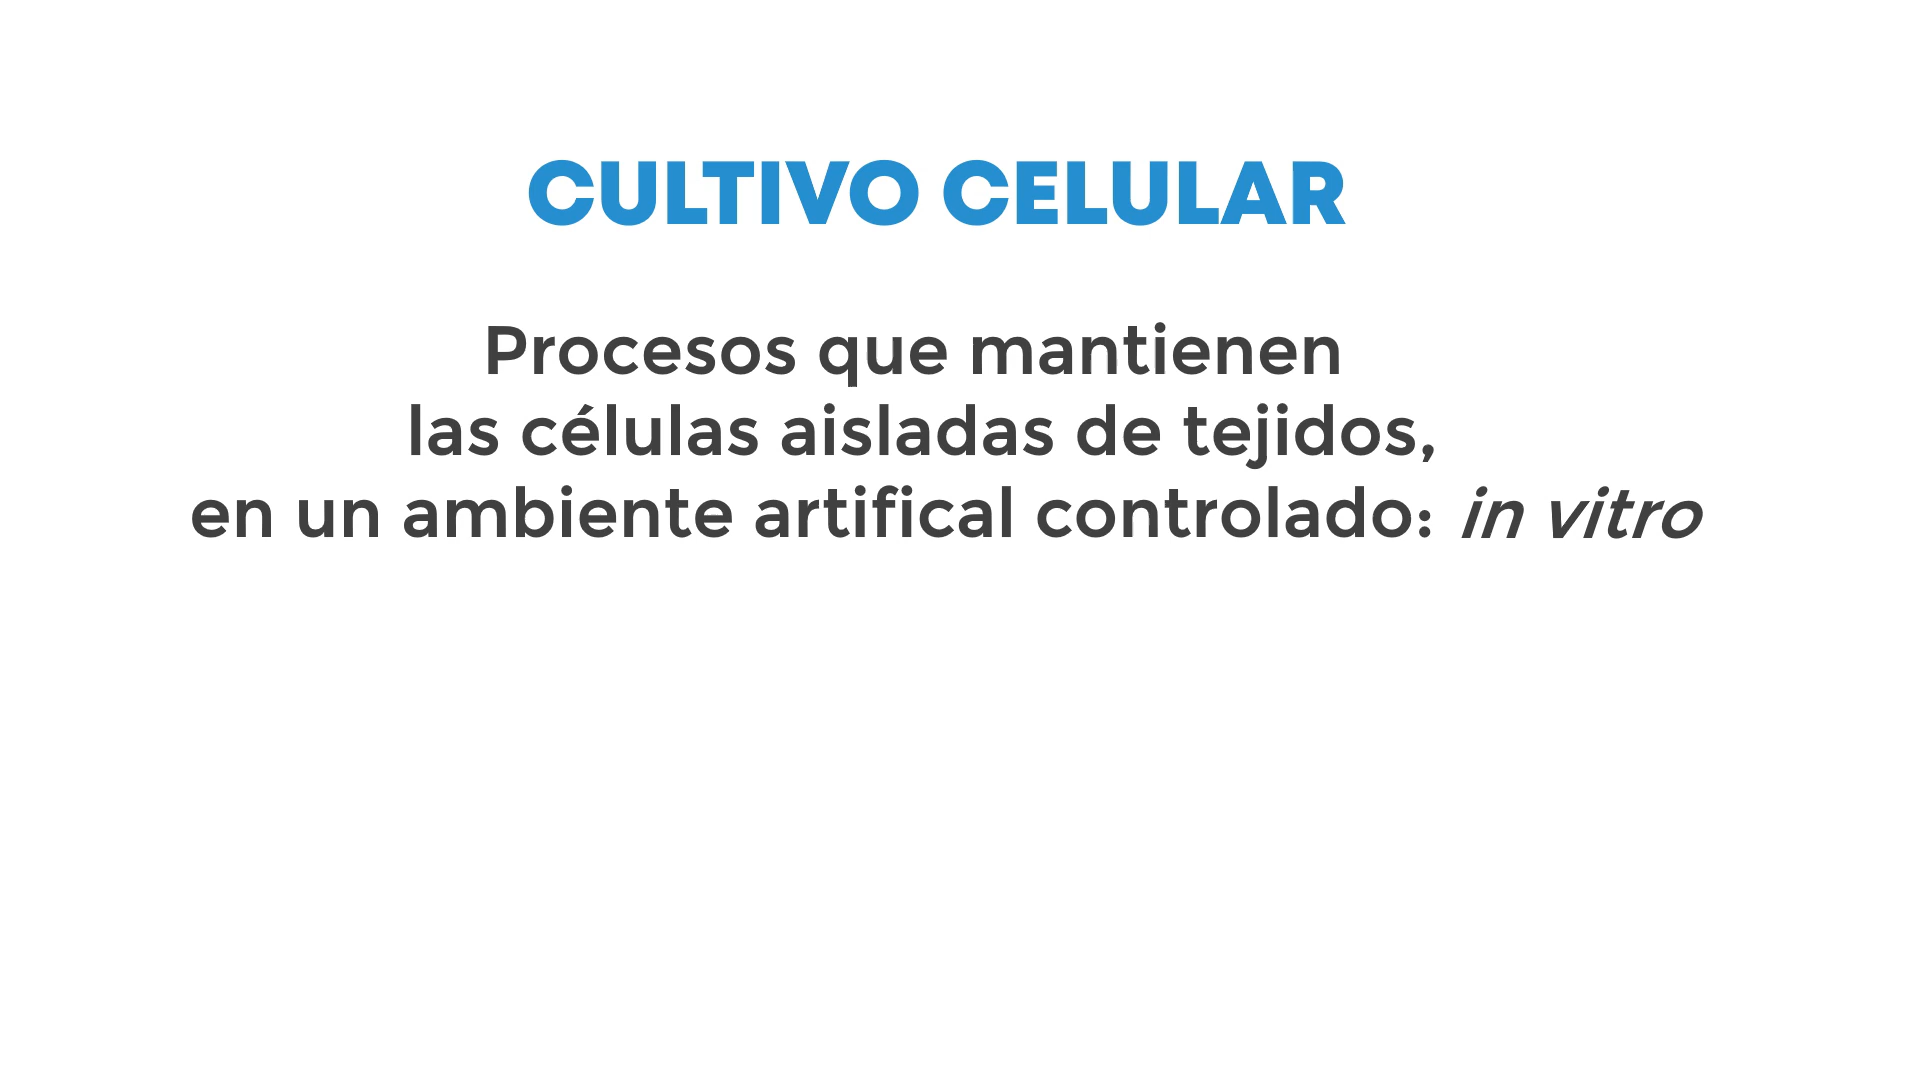 CULTIVO CELULAR
Procesos que mantienen
las células aisladas de tejidos,
en un ambiente artifical controlado: in vitro